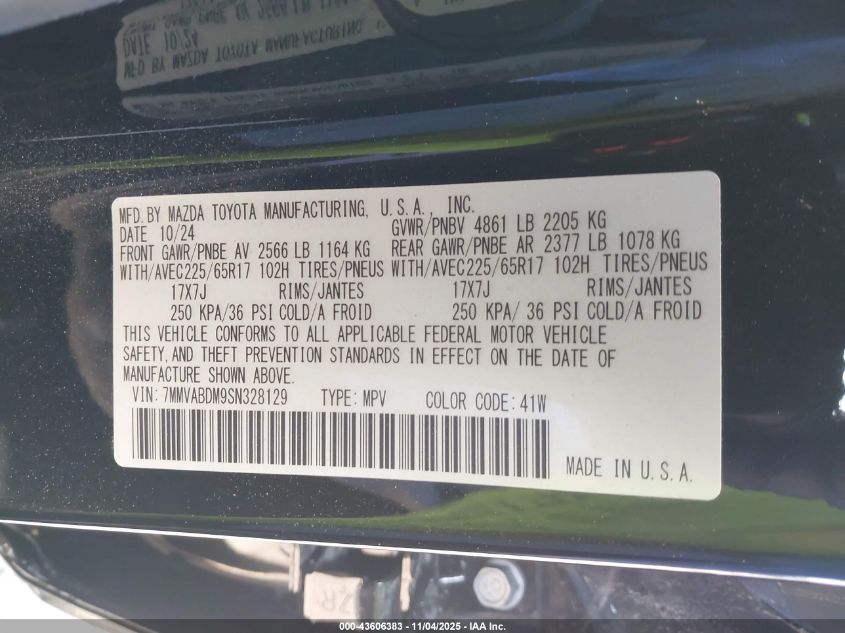 MFD. BY MAZDA TOYOTA MANUFACTURING, U.S.A., INC.
DATE 10/24 GVWR/PNBV 4861 LB 2205 KG
FRONT GAWR/PNBE AV 2566 LB 1164 KG REAR GAWR/PNBE AR 2377 LB 1078 KG
WITH/AVEC225/65R17 102H TIRES/PNEUS WITH/AVEC225/65R17 102H TIRES/PNEUS
17X7J RIMS/JANTES 17X7J RIMS/JANTES
250 KPA/36 PSI COLD/A FROID 250 KPA/ 36 PSI COLD/A FROID
THIS VEHICLE CONFORMS TO ALL APPLICABLE FEDERAL MOTOR VEHICLE
SAFETY, AND THEFT PREVENTION STANDARDS IN EFFECT ON THE DATE OF
MANUFACTURE SHOWN ABOVE.
VIN: 7MMVABDM9SN328129 TYPE: MPV COLOR CODE: 41W
MADE IN U.S.A.
000-43606383 - 11/04/2025 - IAA Inc.